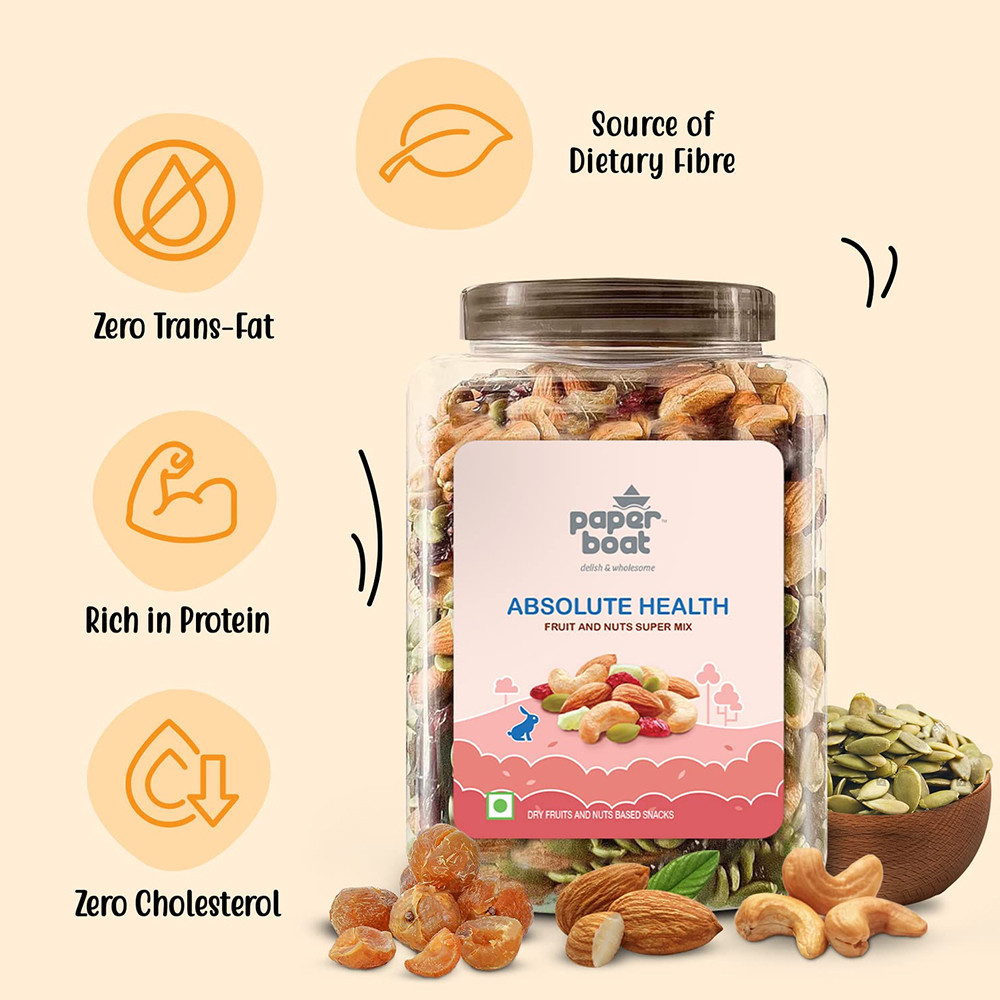 Source of
Dietary Fibre
Zero Trans-Fat
Rich in Protein
Zero Cholesterol
paper
boat™
delish & wholesome
ABSOLUTE HEALTH
FRUIT AND NUTS SUPER MIX
DRY FRUITS AND NUTS BASED SNACKS